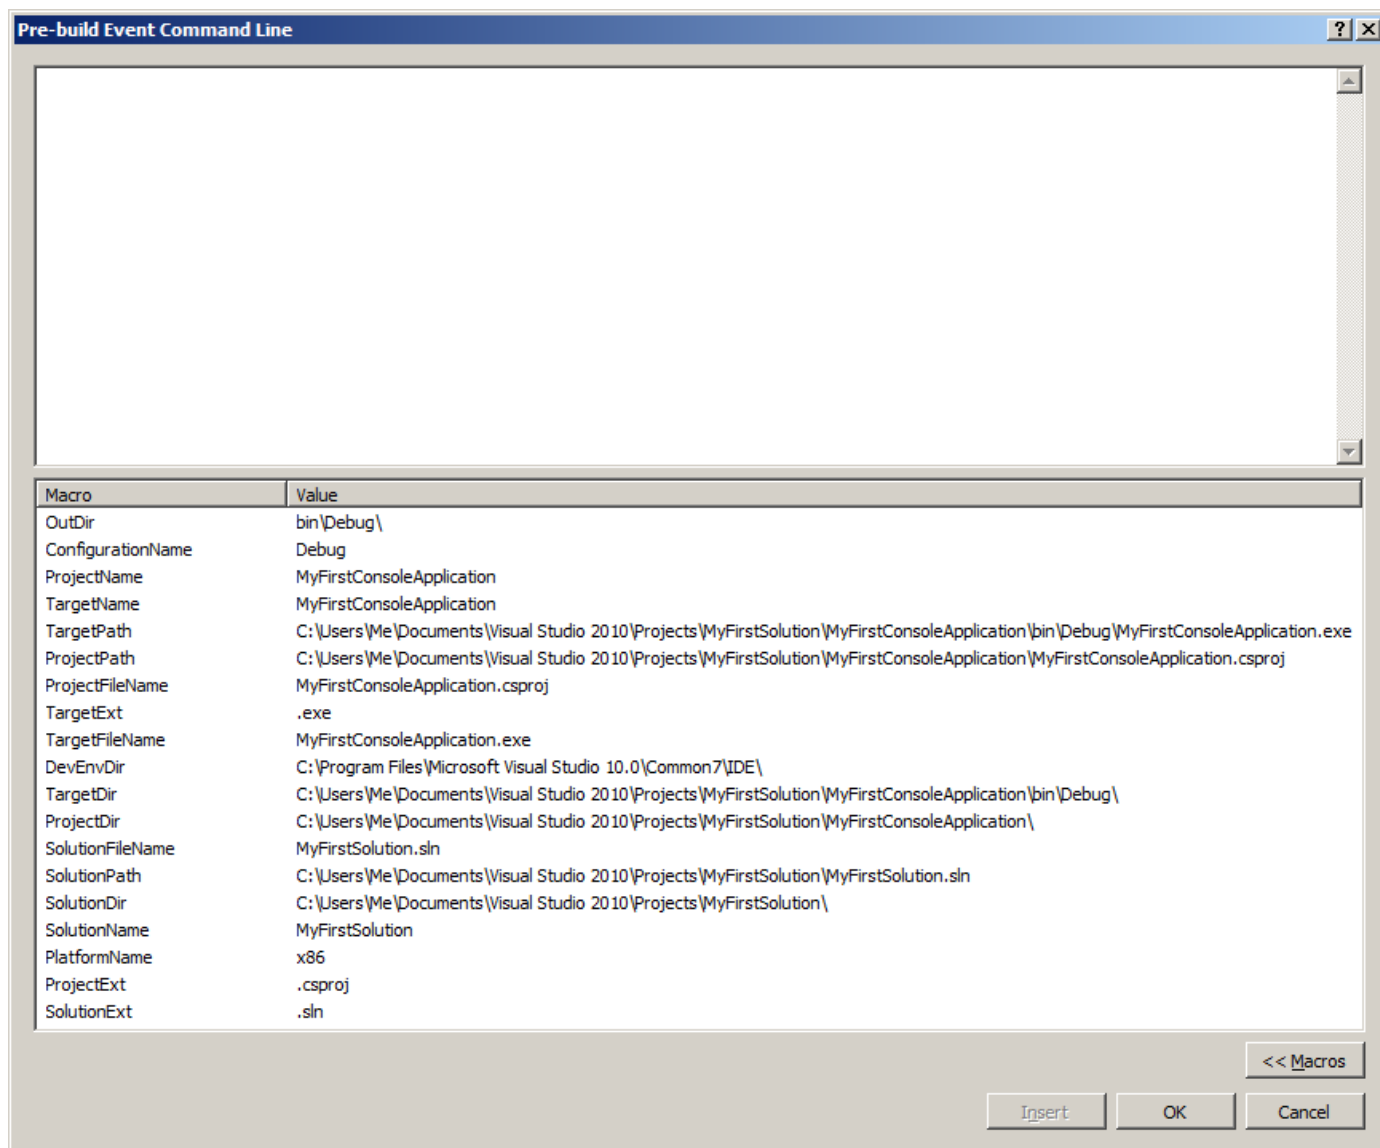 Pre-build Event Command Line
Macro Value
OutDir bin\Debug\
ConfigurationName Debug
ProjectName MyFirstConsoleApplication
TargetName MyFirstConsoleApplication
TargetPath C:\Users\Me\Documents\Visual Studio 2010\Projects\MyFirstSolution\MyFirstConsoleApplication\bin\Debug\MyFirstConsoleApplication.exe
ProjectPath C:\Users\Me\Documents\Visual Studio 2010\Projects\MyFirstSolution\MyFirstConsoleApplication\MyFirstConsoleApplication.csproj
ProjectFileName MyFirstConsoleApplication.csproj
TargetExt .exe
TargetFileName MyFirstConsoleApplication.exe
DevEnvDir C:\Program Files\Microsoft Visual Studio 10.0\Common7\IDE\
TargetDir C:\Users\Me\Documents\Visual Studio 2010\Projects\MyFirstSolution\MyFirstConsoleApplication\bin\Debug\
ProjectDir C:\Users\Me\Documents\Visual Studio 2010\Projects\MyFirstSolution\MyFirstConsoleApplication\
SolutionFileName MyFirstSolution.sln
SolutionPath C:\Users\Me\Documents\Visual Studio 2010\Projects\MyFirstSolution\MyFirstSolution.sln
SolutionDir C:\Users\Me\Documents\Visual Studio 2010\Projects\MyFirstSolution\
SolutionName MyFirstSolution
PlatformName x86
ProjectExt .csproj
SolutionExt .sln
<< Macros
Insert OK Cancel